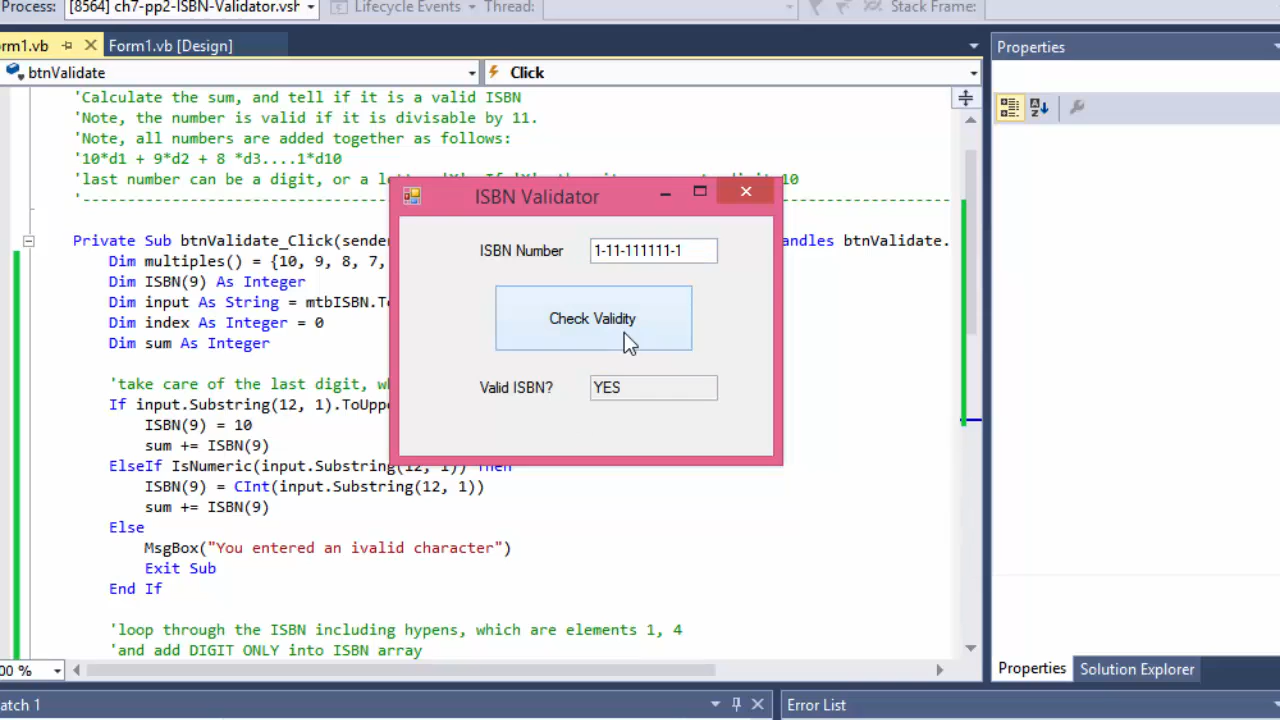 Process: [8564] ch7-pp2-ISBN-Validator.vsh Lifecycle Events Thread: Stack Frame:
rm1.vb Form1.vb [Design]
btnValidate Click
Properties
'Calculate the sum, and tell if it is a valid ISBN
'Note, the number is valid if it is divisable by 11.
'Note, all numbers are added together as follows:
'10*d1 + 9*d2 + 8 *d3....1*d10
'last number can be a digit, or a 10
'-----------------------------------
Private Sub btnValidate_Click(sender andles btnValidate.
Dim multiples() = {10, 9, 8, 7,
Dim ISBN(9) As Integer
Dim input As String = mtbISBN.
Dim index As Integer = 0
Dim sum As Integer
'take care of the last digit,
If input.Substring(12, 1).ToUpp
ISBN(9) = 10
sum += ISBN(9)
ElseIf IsNumeric(input.Substring(12, 1)) Then
ISBN(9) = CInt(input.Substring(12, 1))
sum += ISBN(9)
Else
MsgBox("You entered an ivalid character")
Exit Sub
End If
'loop through the ISBN including hypens, which are elements 1, 4
'and add DIGIT ONLY into ISBN array
ISBN Validator
ISBN Number 1-11-111111-1
Check Validity
Valid ISBN? YES
00 %
Properties Solution Explorer
atch 1 Error List